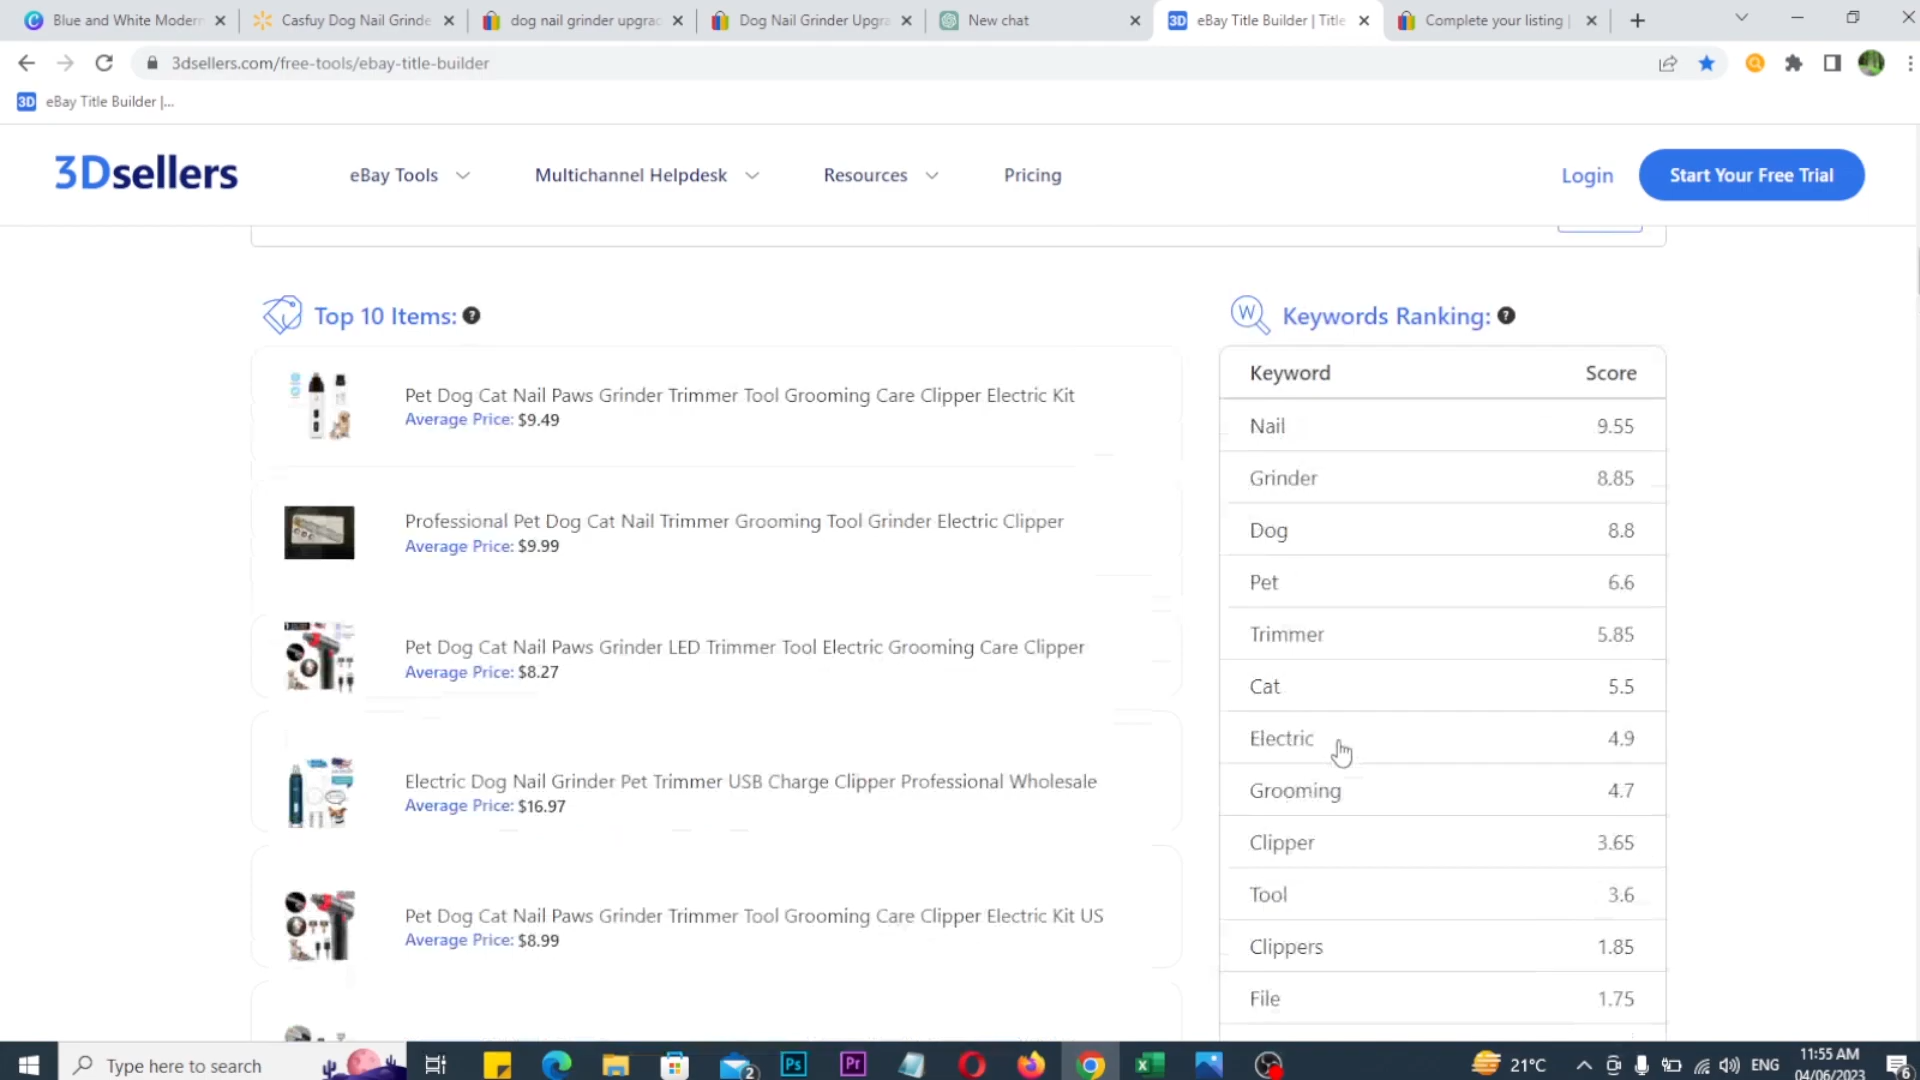 Blue and White Modern
Casfuy Dog Nail Grinde
dog nail grinder upgrad
Dog Nail Grinder Upgra
New chat
3D eBay Title Builder | Title
Complete your listing |
3dsellers.com/free-tools/ebay-title-builder
3D eBay Title Builder |...
3Dsellers
eBay Tools
Multichannel Helpdesk
Resources
Pricing
Login
Start Your Free Trial
Top 10 Items: ?
Pet Dog Cat Nail Paws Grinder Trimmer Tool Grooming Care Clipper Electric Kit
Average Price: $9.49
Professional Pet Dog Cat Nail Trimmer Grooming Tool Grinder Electric Clipper
Average Price: $9.99
Pet Dog Cat Nail Paws Grinder LED Trimmer Tool Electric Grooming Care Clipper
Average Price: $8.27
Electric Dog Nail Grinder Pet Trimmer USB Charge Clipper Professional Wholesale
Average Price: $16.97
Pet Dog Cat Nail Paws Grinder Trimmer Tool Grooming Care Clipper Electric Kit US
Average Price: $8.99
W Keywords Ranking: ?
Keyword Score
Nail 9.55
Grinder 8.85
Dog 8.8
Pet 6.6
Trimmer 5.85
Cat 5.5
Electric 4.9
Grooming 4.7
Clipper 3.65
Tool 3.6
Clippers 1.85
File 1.75
Type here to search
2
Ps
Pr
21°C
ENG
11:55 AM
04/06/2023
6